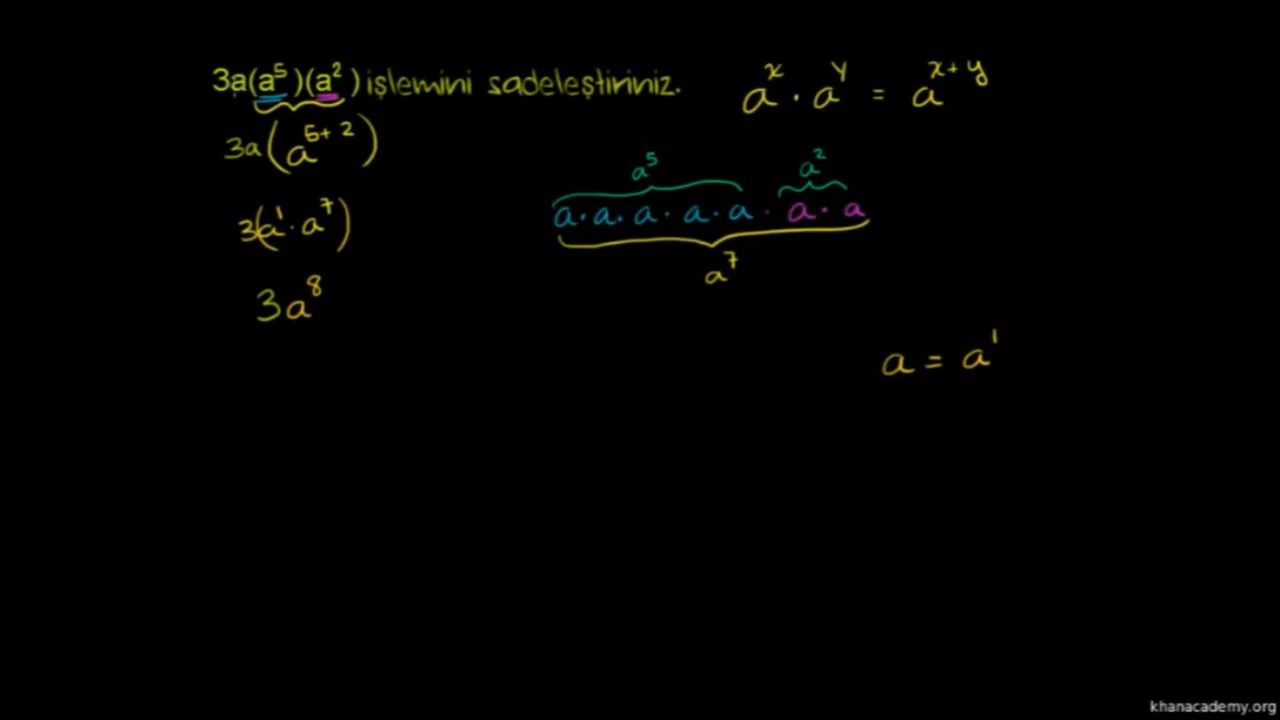 3a(a⁵)(a²) işlemini sadeleştiriniz.
aˣ · aʸ = aˣ⁺ʸ
3a(a⁵⁺²)
a⁵ a²
a · a · a · a · a · a · a
3(a¹ · a⁷)
a⁷
3a⁸
a = a¹
khanacademy.org